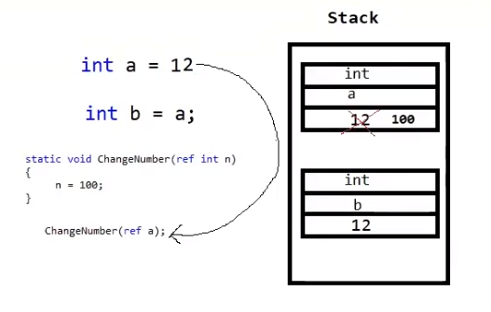 Stack
int a = 12
int b = a;
static void ChangeNumber(ref int n)
{
n = 100;
}
ChangeNumber(ref a);
int
a
12 100
int
b
12